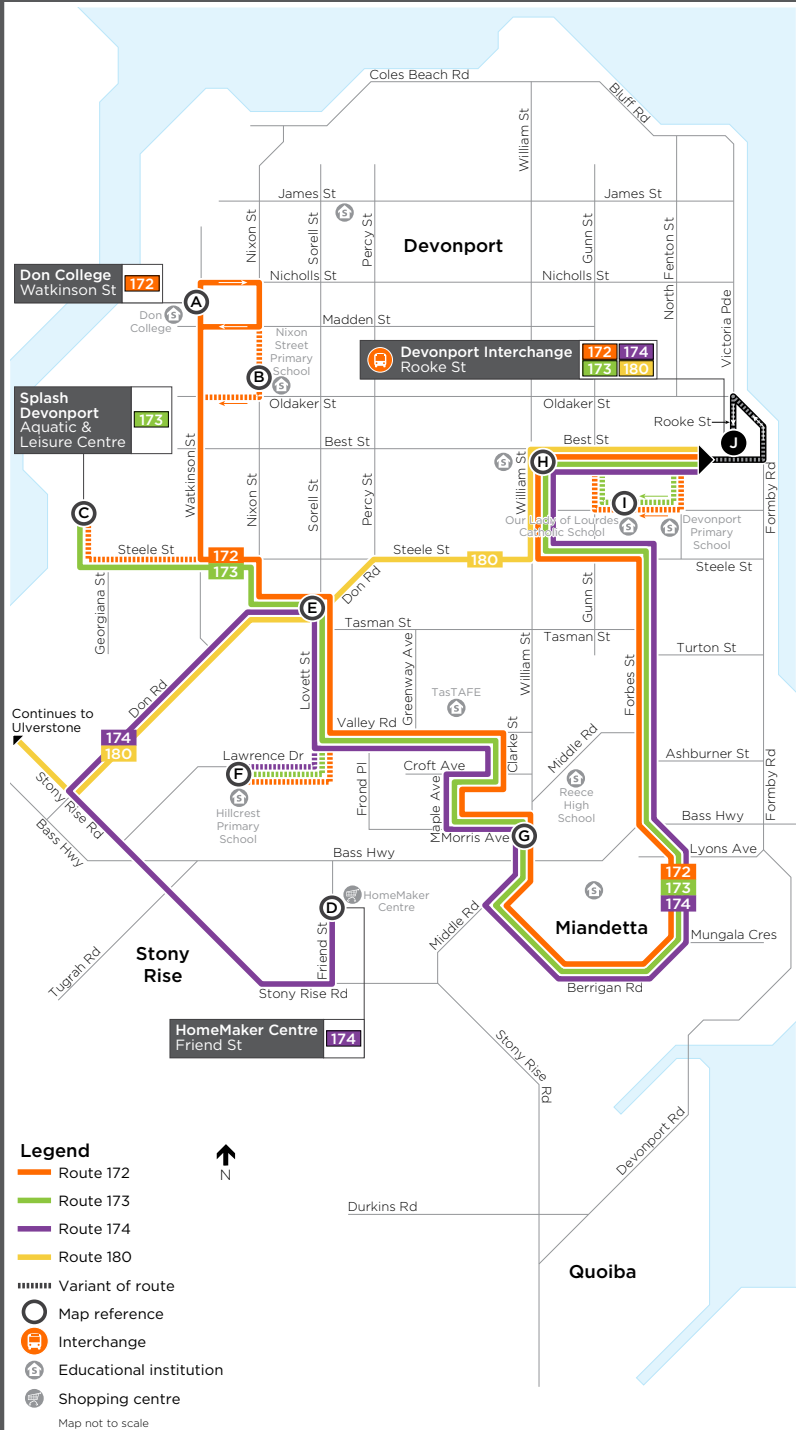 Coles Beach Rd
Bluff Rd
William St
James St
James St
Nixon St
Sorell St
Percy St
Devonport
Gunn St
North Fenton St
Don College
Watkinson St
172
A
Nicholls St
Nicholls St
Victoria Pde
Don
College
Madden St
Nixon
Street
Primary
School
B
Devonport Interchange
Rooke St
172
174
173
180
Splash
Devonport
Aquatic &
Leisure Centre
173
Oldaker St
Oldaker St
Rooke St
J
Best St
Best St
Watkinson St
Nixon St
Sorell St
Percy St
William St
H
Formby Rd
C
I
Our Lady of Lourdes
Catholic School
Devonport
Primary
School
Steele St
172
173
Steele St
180
Steele St
Georgiana St
Don Rd
E
Gunn St
Tasman St
Tasman St
Turton St
Lovett St
Greenway Ave
William St
Forbes St
TasTAFE
Don Rd
Continues to
Ulverstone
174
180
Valley Rd
Clarke St
Middle Rd
Lawrence Dr
F
Croft Ave
Ashburner St
Formby Rd
Stony Rise Rd
Frond Pl
Maple Ave
Reece
High
School
Hillcrest
Primary
School
Bass Hwy
Bass Hwy
Morris Ave
G
Bass Hwy
Lyons Ave
172
173
174
D
HomeMaker
Centre
Middle Rd
Miandetta
Mungala Cres
Stony
Rise
Friend St
Tugrah Rd
Stony Rise Rd
Berrigan Rd
HomeMaker Centre
Friend St
174
Stony Rise
Rd
Devonport Rd
Legend
N
Route 172
Route 173
Route 174
Route 180
Variant of route
Map reference
Interchange
Educational institution
Shopping centre
Map not to scale
Durkins Rd
Quoiba